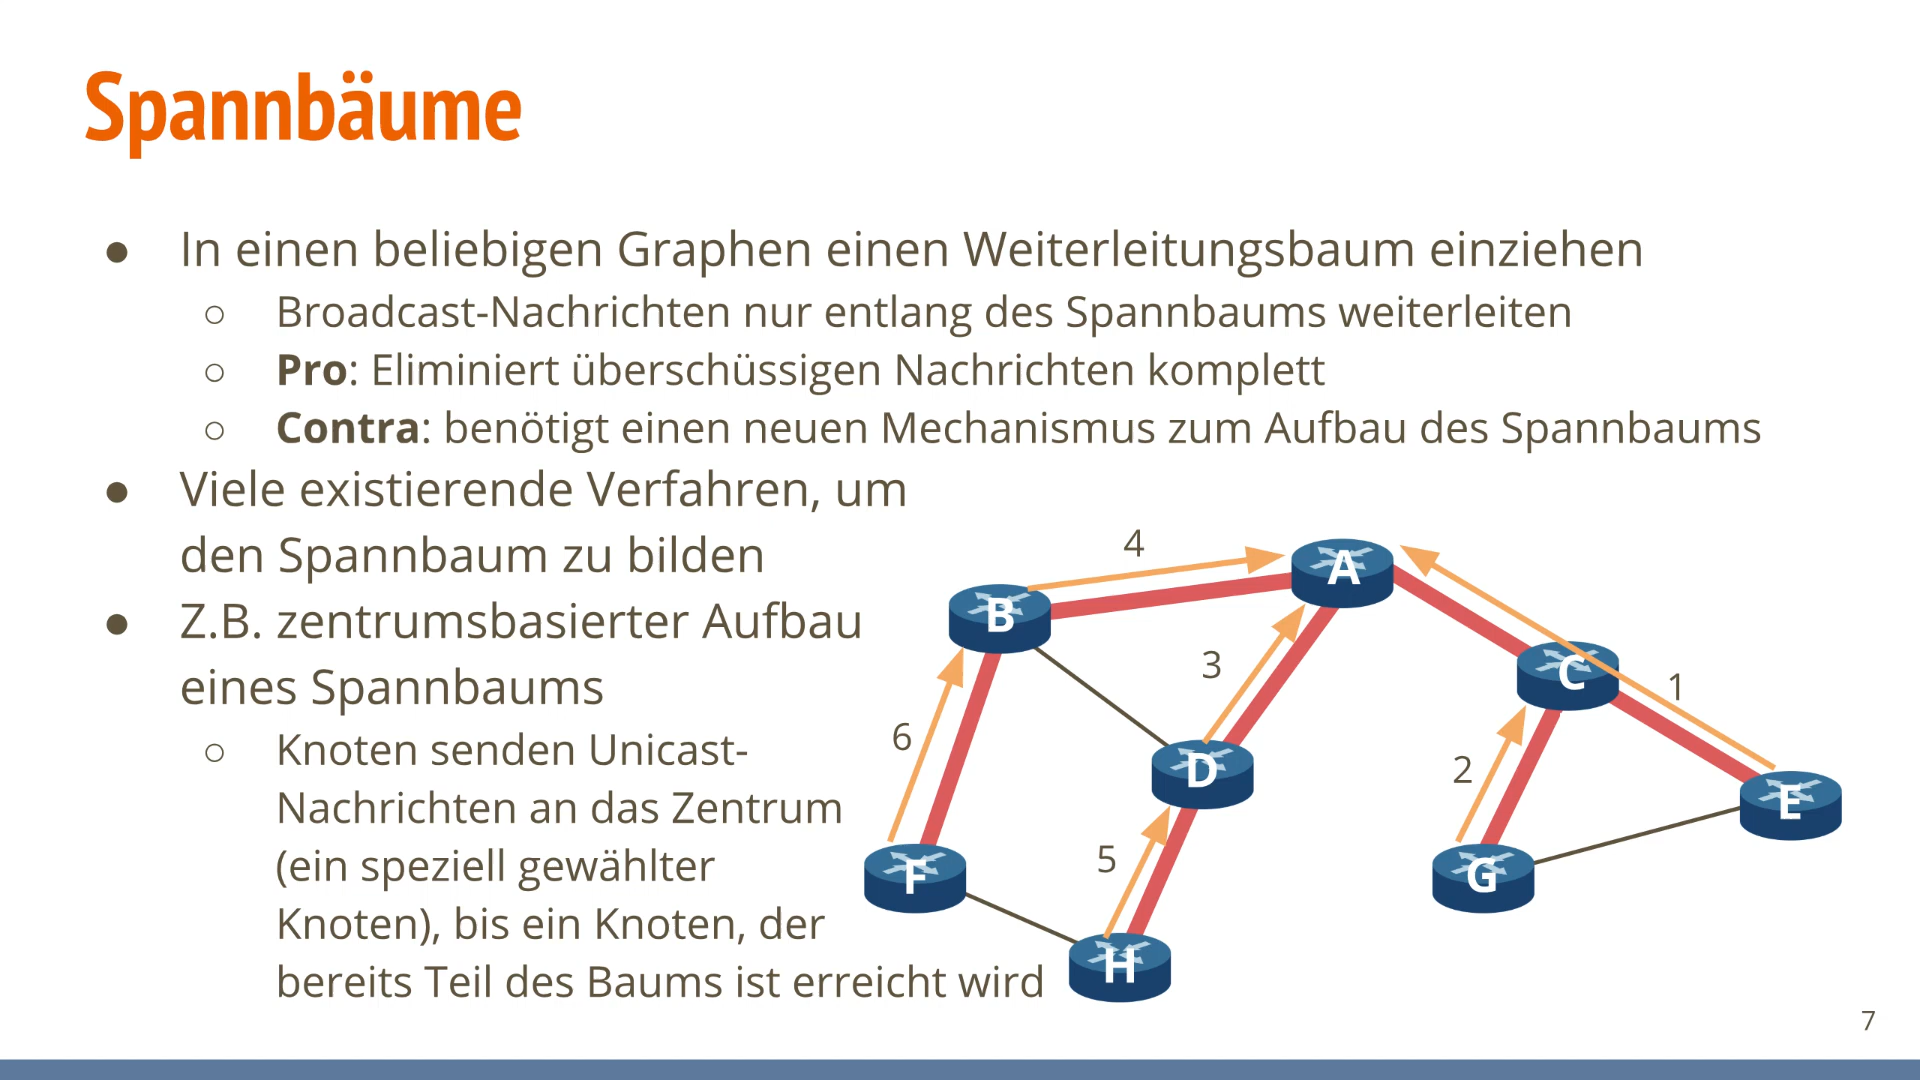 Spannbäume
● In einen beliebigen Graphen einen Weiterleitungsbaum einziehen
○ Broadcast-Nachrichten nur entlang des Spannbaums weiterleiten
○ Pro: Eliminiert überschüssigen Nachrichten komplett
○ Contra: benötigt einen neuen Mechanismus zum Aufbau des Spannbaums
● Viele existierende Verfahren, um
den Spannbaum zu bilden
● Z.B. zentrumsbasierter Aufbau
eines Spannbaums
○ Knoten senden Unicast-
Nachrichten an das Zentrum
(ein speziell gewählter
Knoten), bis ein Knoten, der
bereits Teil des Baums ist erreicht wird
4
A
B
3
C
1
6
D
2
E
5
F
G
H
7